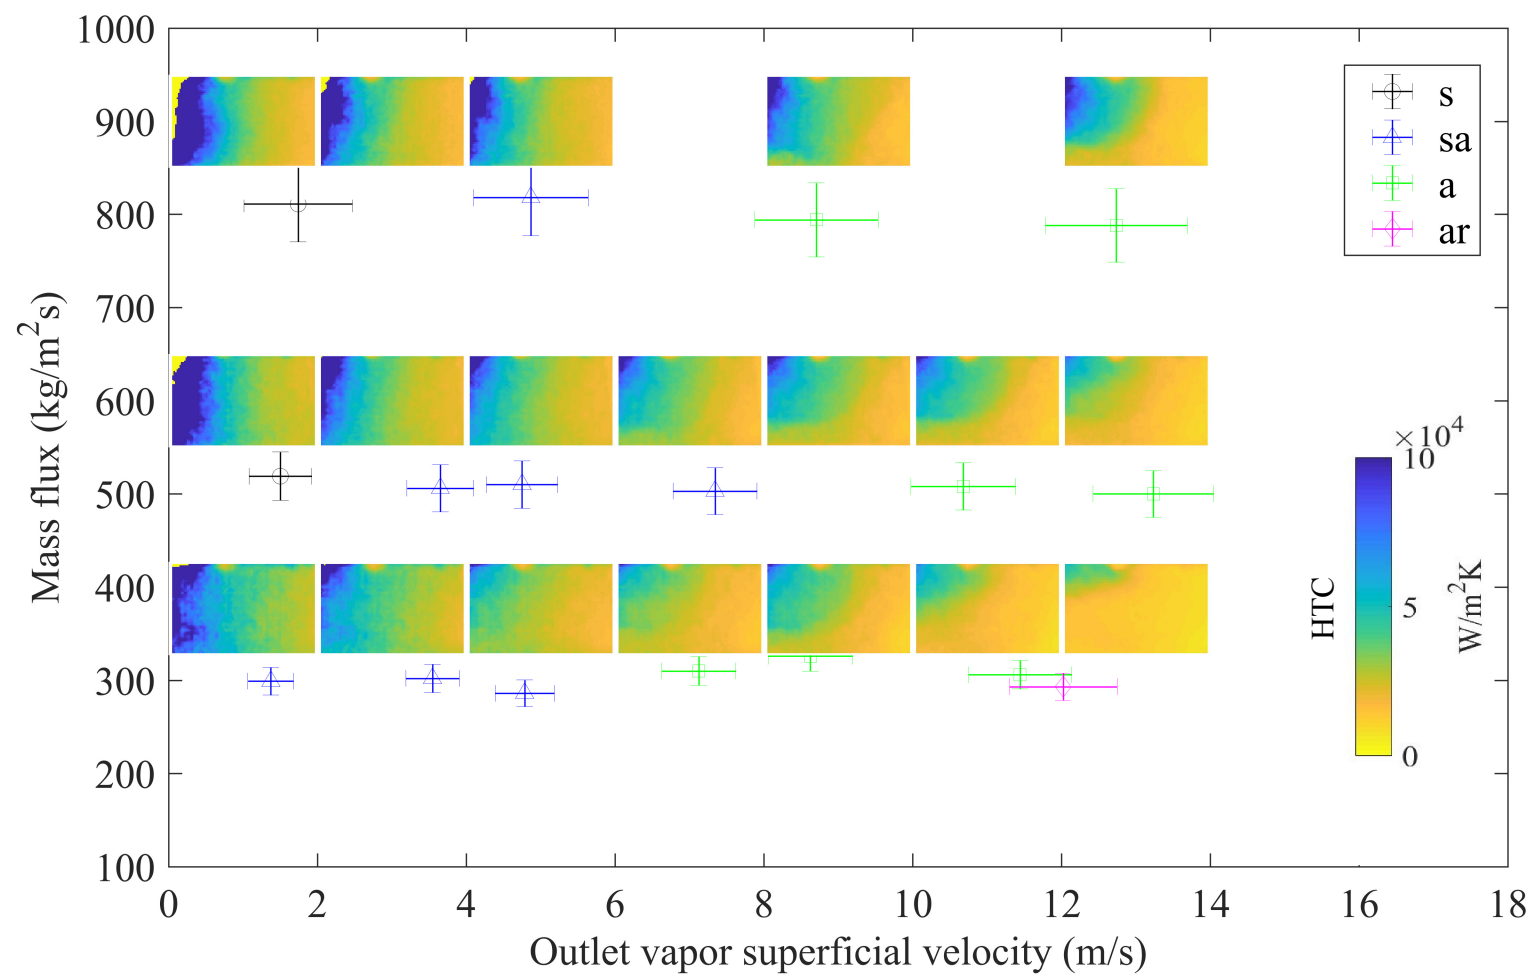 1000
900
800
700
600
500
400
300
200
100
Mass flux (kg/m²s)
0 2 4 6 8 10 12 14 16 18
Outlet vapor superficial velocity (m/s)
s
sa
a
ar
×10⁴
10
5
0
HTC
W/m²K